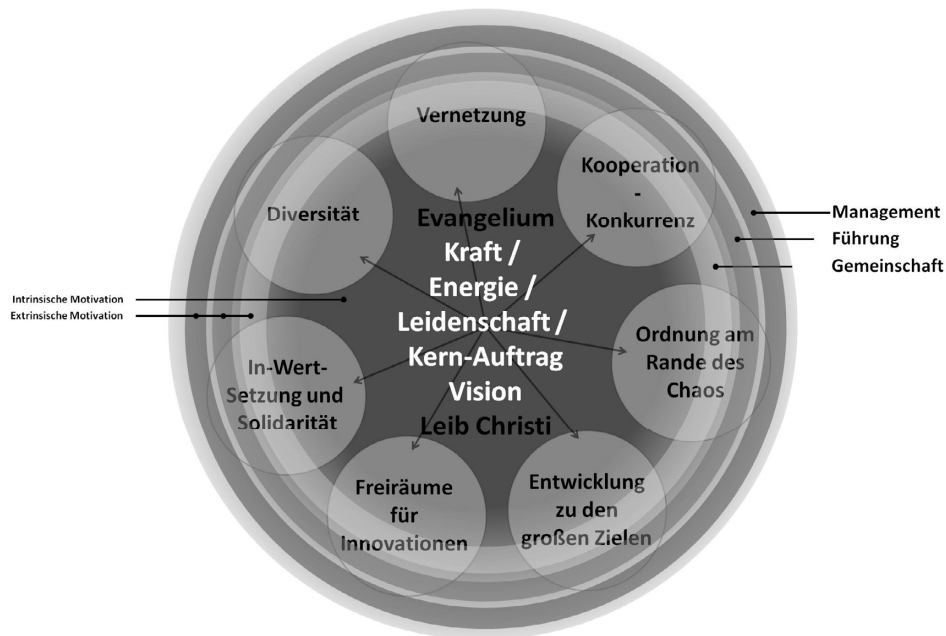 Vernetzung
Kooperation
-
Konkurrenz
Diversität
Evangelium
Kraft /
Energie /
Leidenschaft /
Kern-Auftrag
Vision
Leib Christi
Management
Führung
Gemeinschaft
Intrinsische Motivation
Extrinsische Motivation
Ordnung am
Rande des
Chaos
In-Wert-
Setzung und
Solidarität
Freiräume
für
Innovationen
Entwicklung
zu den
großen Zielen